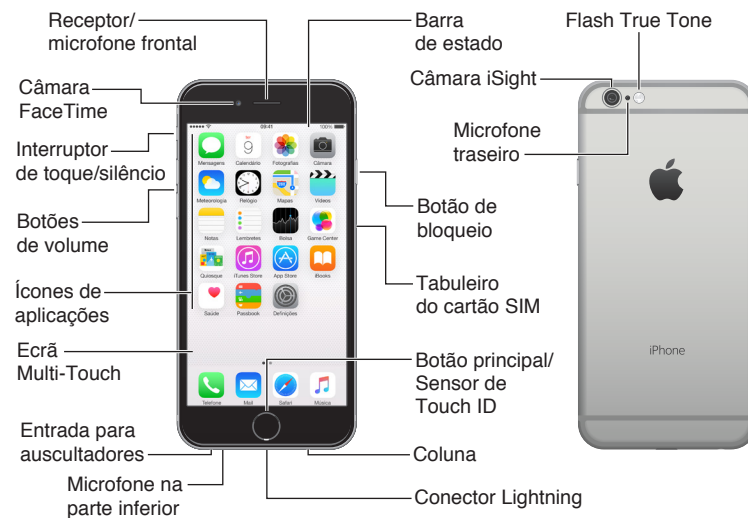 Receptor/
microfone frontal
Câmara
FaceTime
Interruptor
de toque/silêncio
Botões
de volume
Ícones de
aplicações
Ecrã
Multi-Touch
Entrada para
auscultadores
Microfone na
parte inferior
09:41
100%
Mensagens
Calendário
Fotografias
Câmara
9
Meteorologia
Relógio
Mapas
Vídeos
Notas
Lembretes
Bolsa
Game Center
Quiosque
iTunes Store
App Store
iBooks
Saúde
Passbook
Definições
Telefone
Mail
Safari
Música
Barra
de estado
Botão de
bloqueio
Tabuleiro
do cartão SIM
Botão principal/
Sensor de
Touch ID
Coluna
Conector Lightning
Flash True Tone
Câmara iSight
Microfone
traseiro
iPhone